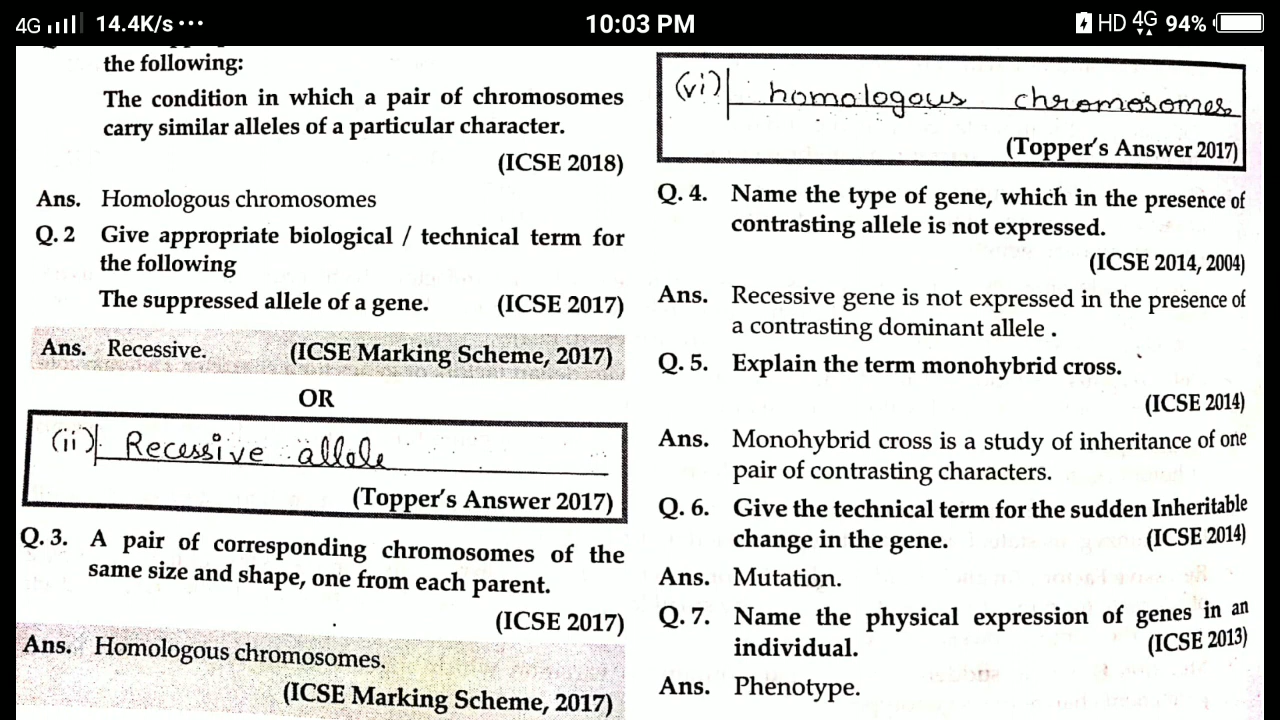 4G 14.4K/s ··· 10:03 PM HD 4G 94%
the following:
The condition in which a pair of chromosomes
carry similar alleles of a particular character.
(ICSE 2018)
Ans. Homologous chromosomes
Q. 2 Give appropriate biological / technical term for
the following
The suppressed allele of a gene. (ICSE 2017)
Ans. Recessive. (ICSE Marking Scheme, 2017)
OR
(ii) Recessive allele
(Topper's Answer 2017)
Q. 3. A pair of corresponding chromosomes of the
same size and shape, one from each parent.
(ICSE 2017)
Ans. Homologous chromosomes.
(ICSE Marking Scheme, 2017)
(vi) homologous chromosomes
(Topper's Answer 2017)
Q. 4. Name the type of gene, which in the presence of
contrasting allele is not expressed.
(ICSE 2014, 2004)
Ans. Recessive gene is not expressed in the presence of
a contrasting dominant allele .
Q. 5. Explain the term monohybrid cross.
(ICSE 2014)
Ans. Monohybrid cross is a study of inheritance of one
pair of contrasting characters.
Q. 6. Give the technical term for the sudden Inheritable
change in the gene. (ICSE 2014)
Ans. Mutation.
Q. 7. Name the physical expression of genes in an
individual. (ICSE 2013)
Ans. Phenotype.